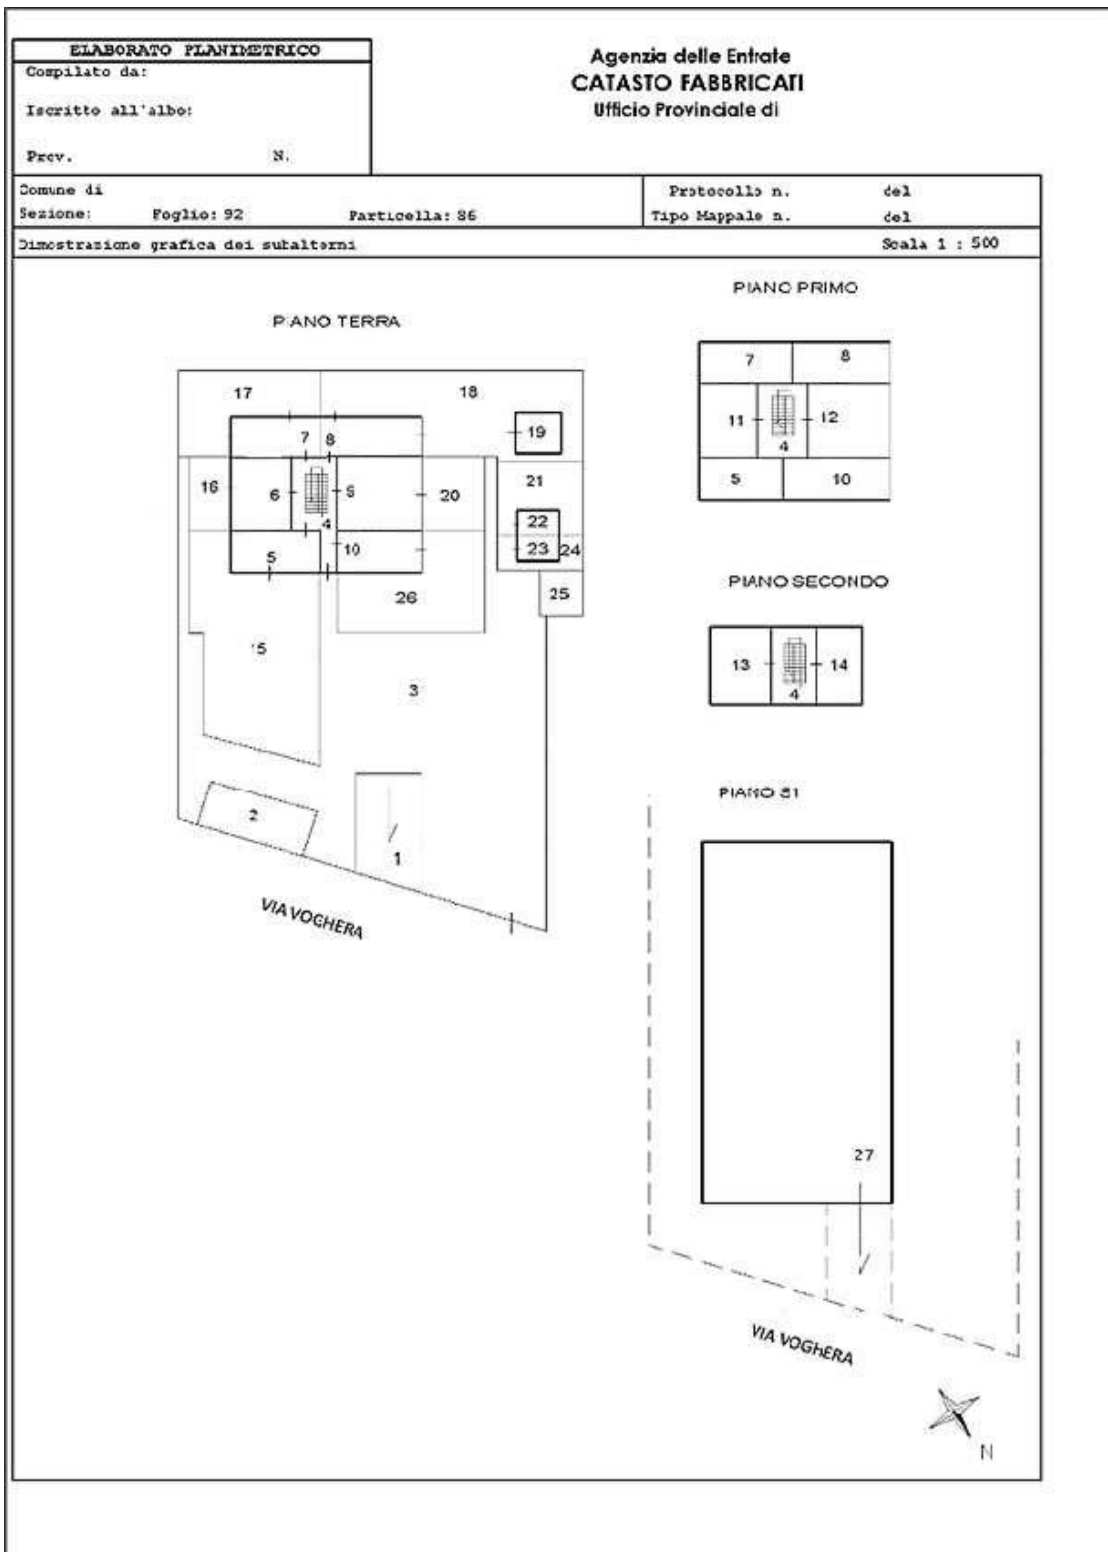 ELABORATO PLANIMETRICO
Compilato da:
Iscritto all'albo:
Prov. N.
Agenzia delle Entrate
CATASTO FABBRICATI
Ufficio Provinciale di
Comune di
Sezione: Foglio: 92 Particella: 86
Protocollo n. del
Tipo Mappale n. del
Dimostrazione grafica dei subalterni Scala 1 : 500
PIANO TERRA
17 18
19
7 8
16 6 9 20 21
4 22
5 10 23 24
26 25
15
3
2
1
VIA VOGHERA
PIANO PRIMO
7 8
11 12
4
5 10
PIANO SECONDO
13 14
4
PIANO S1
27
VIA VOGHERA
N